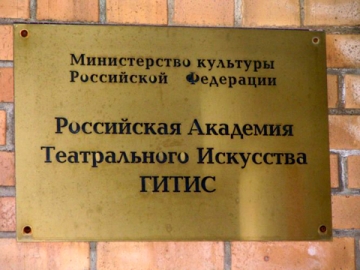 Министерство культуры
Российской Федерации
Российская Академия
Театрального Искусства
ГИТИС